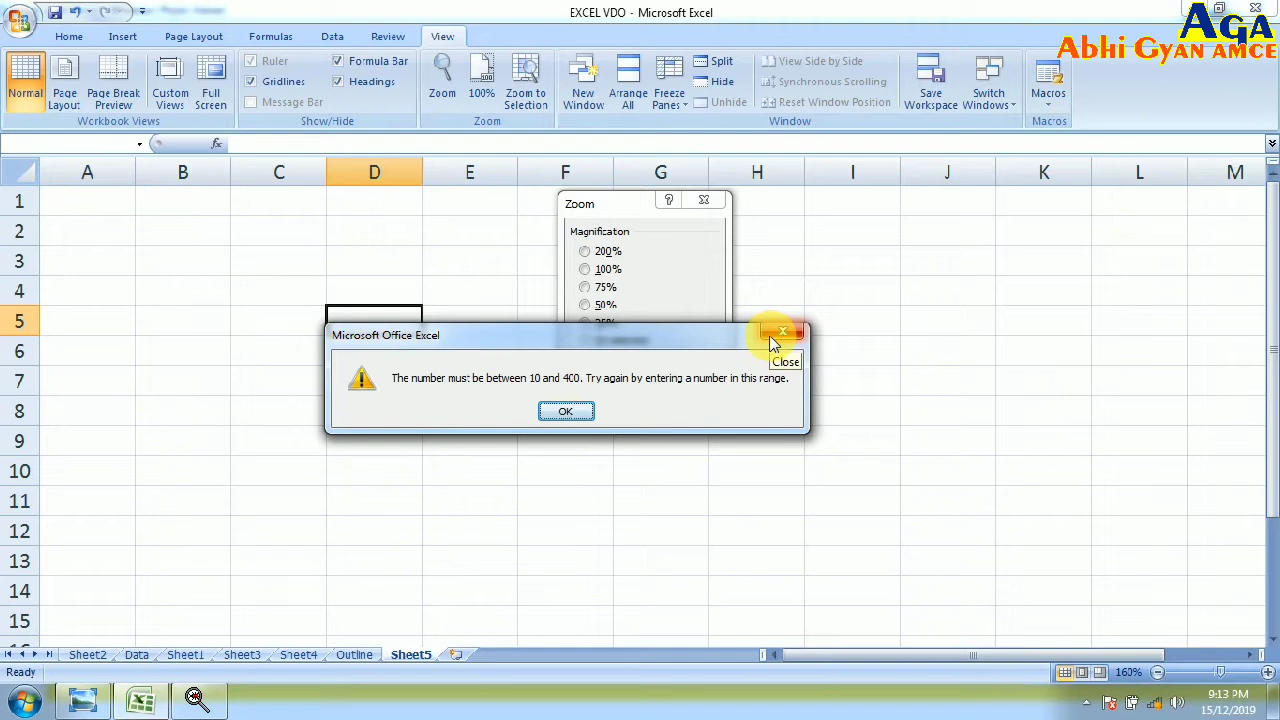 EXCEL VDO - Microsoft Excel
AGA
Abhi Gyan AMCE
Home Insert Page Layout Formulas Data Review View
Normal
Page Layout
Page Break Preview
Custom Views
Full Screen
Workbook Views
Ruler
Formula Bar
Gridlines
Headings
Message Bar
Show/Hide
Zoom
100%
Zoom to Selection
Zoom
New Window
Arrange All
Freeze Panes
Split
Hide
Unhide
View Side by Side
Synchronous Scrolling
Reset Window Position
Window
Save Workspace
Switch Windows
Macros
Macros
fx
A B C D E F G H I J K L M
1
2
3
4
5
6
7
8
9
10
11
12
13
14
15
Zoom
?
Magnification
200%
100%
75%
50%
Microsoft Office Excel
X
Close
The number must be between 10 and 400. Try again by entering a number in this range.
OK
Sheet2 Data Sheet1 Sheet3 Sheet4 Outline Sheet5
Ready
160%
9:13 PM
15/12/2019